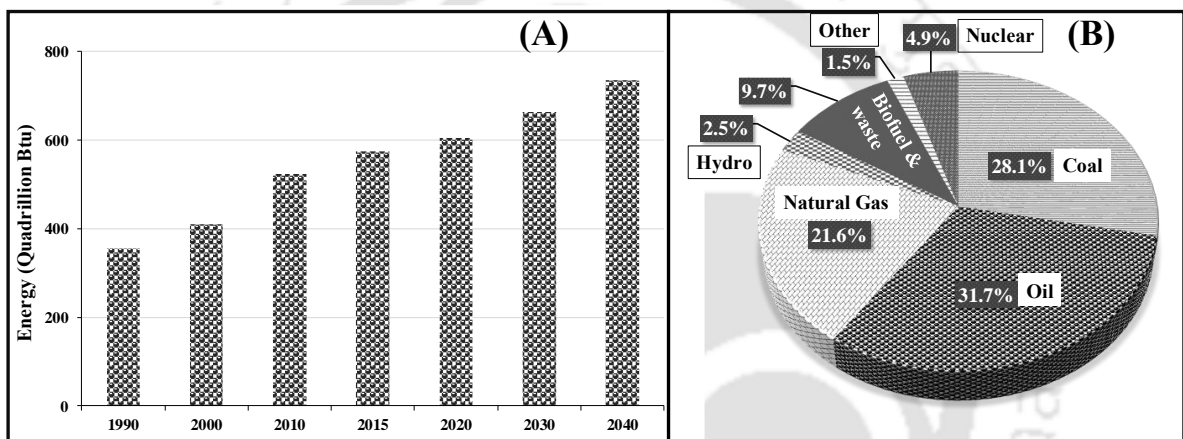 (A)
Energy (Quadrillion Btu)
800
600
400
200
0
1990 2000 2010 2015 2020 2030 2040
(B)
Other
1.5%
4.9% Nuclear
9.7%
Biofuel &
waste
2.5%
Hydro
28.1% Coal
Natural Gas
21.6%
31.7% Oil